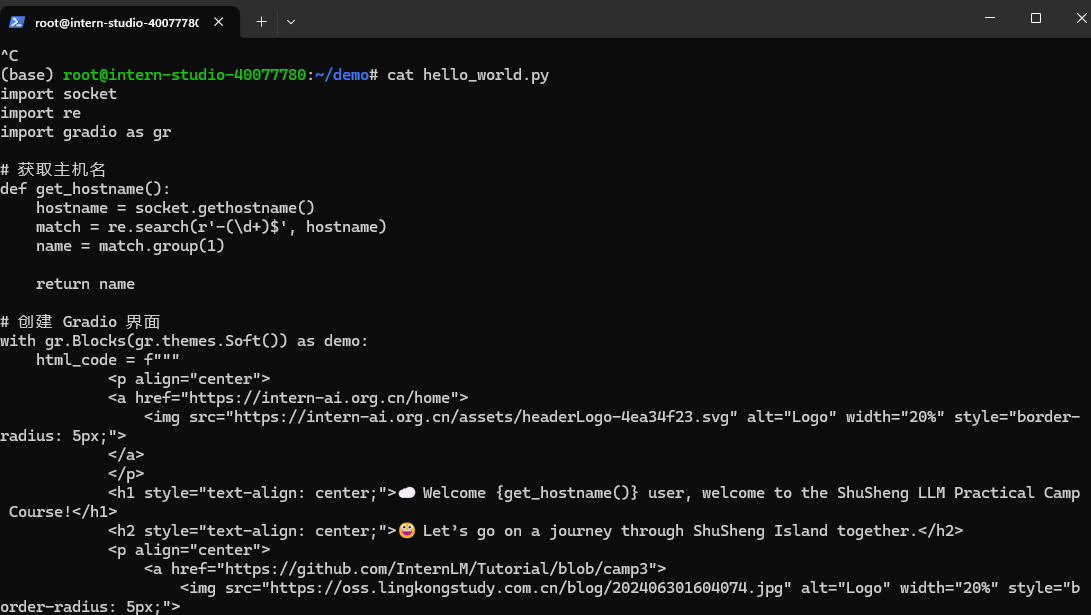 root@intern-studio-4007778(
^C
(base) root@intern-studio-40077780:~/demo# cat hello_world.py
import socket
import re
import gradio as gr
# 获取主机名
def get_hostname():
    hostname = socket.gethostname()
    match = re.search(r'-(\d+)$', hostname)
    name = match.group(1)
    return name
# 创建 Gradio 界面
with gr.Blocks(gr.themes.Soft()) as demo:
    html_code = f"""
            <p align="center">
            <a href="https://intern-ai.org.cn/home">
                <img src="https://intern-ai.org.cn/assets/headerLogo-4ea34f23.svg" alt="Logo" width="20%" style="border-
radius: 5px;">
            </a>
            </p>
            <h1 style="text-align: center;">☁️ Welcome {get_hostname()} user, welcome to the ShuSheng LLM Practical Camp
 Course!</h1>
            <h2 style="text-align: center;">😀 Let’s go on a journey through ShuSheng Island together.</h2>
            <p align="center">
                <a href="https://github.com/InternLM/Tutorial/blob/camp3">
                    <img src="https://oss.lingkongstudy.com.cn/blog/202406301604074.jpg" alt="Logo" width="20%" style="b
order-radius: 5px;">